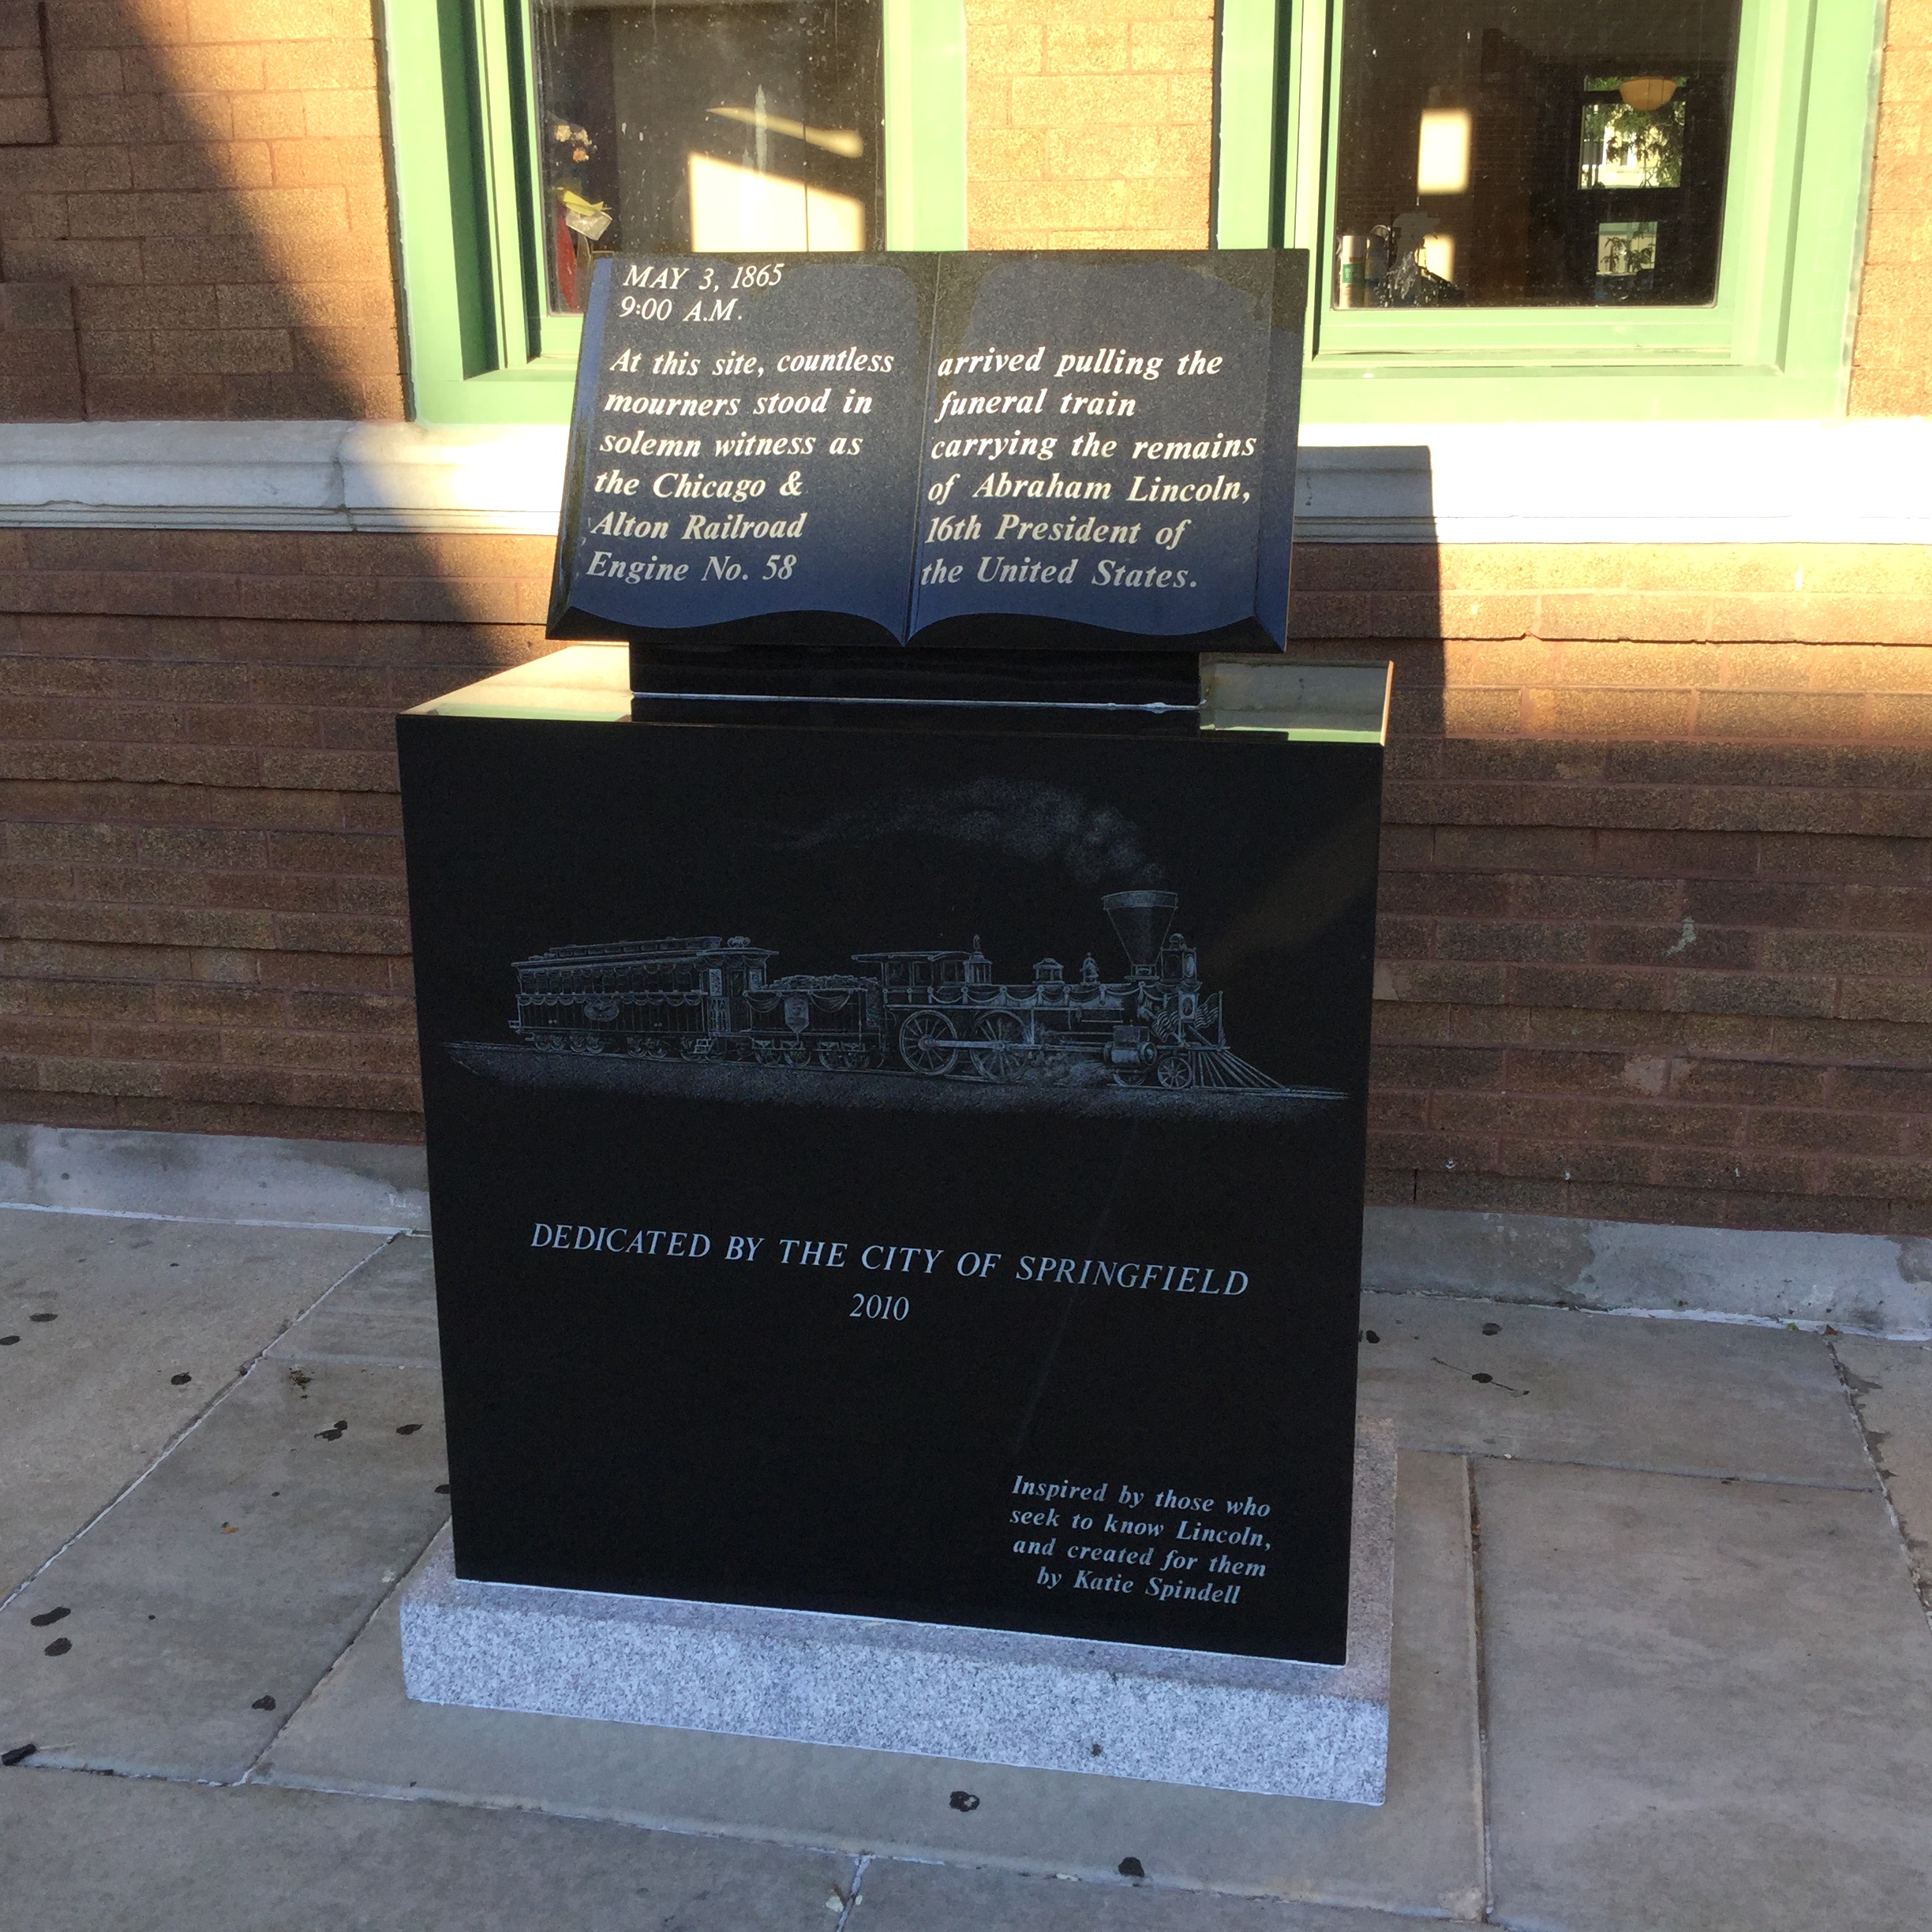 MAY 3, 1865
9:00 A.M.
At this site, countless
mourners stood in
solemn witness as
the Chicago &
Alton Railroad
Engine No. 58
arrived pulling the
funeral train
carrying the remains
of Abraham Lincoln,
16th President of
the United States.
DEDICATED BY THE CITY OF SPRINGFIELD
2010
Inspired by those who
seek to know Lincoln,
and created for them
by Katie Spindell